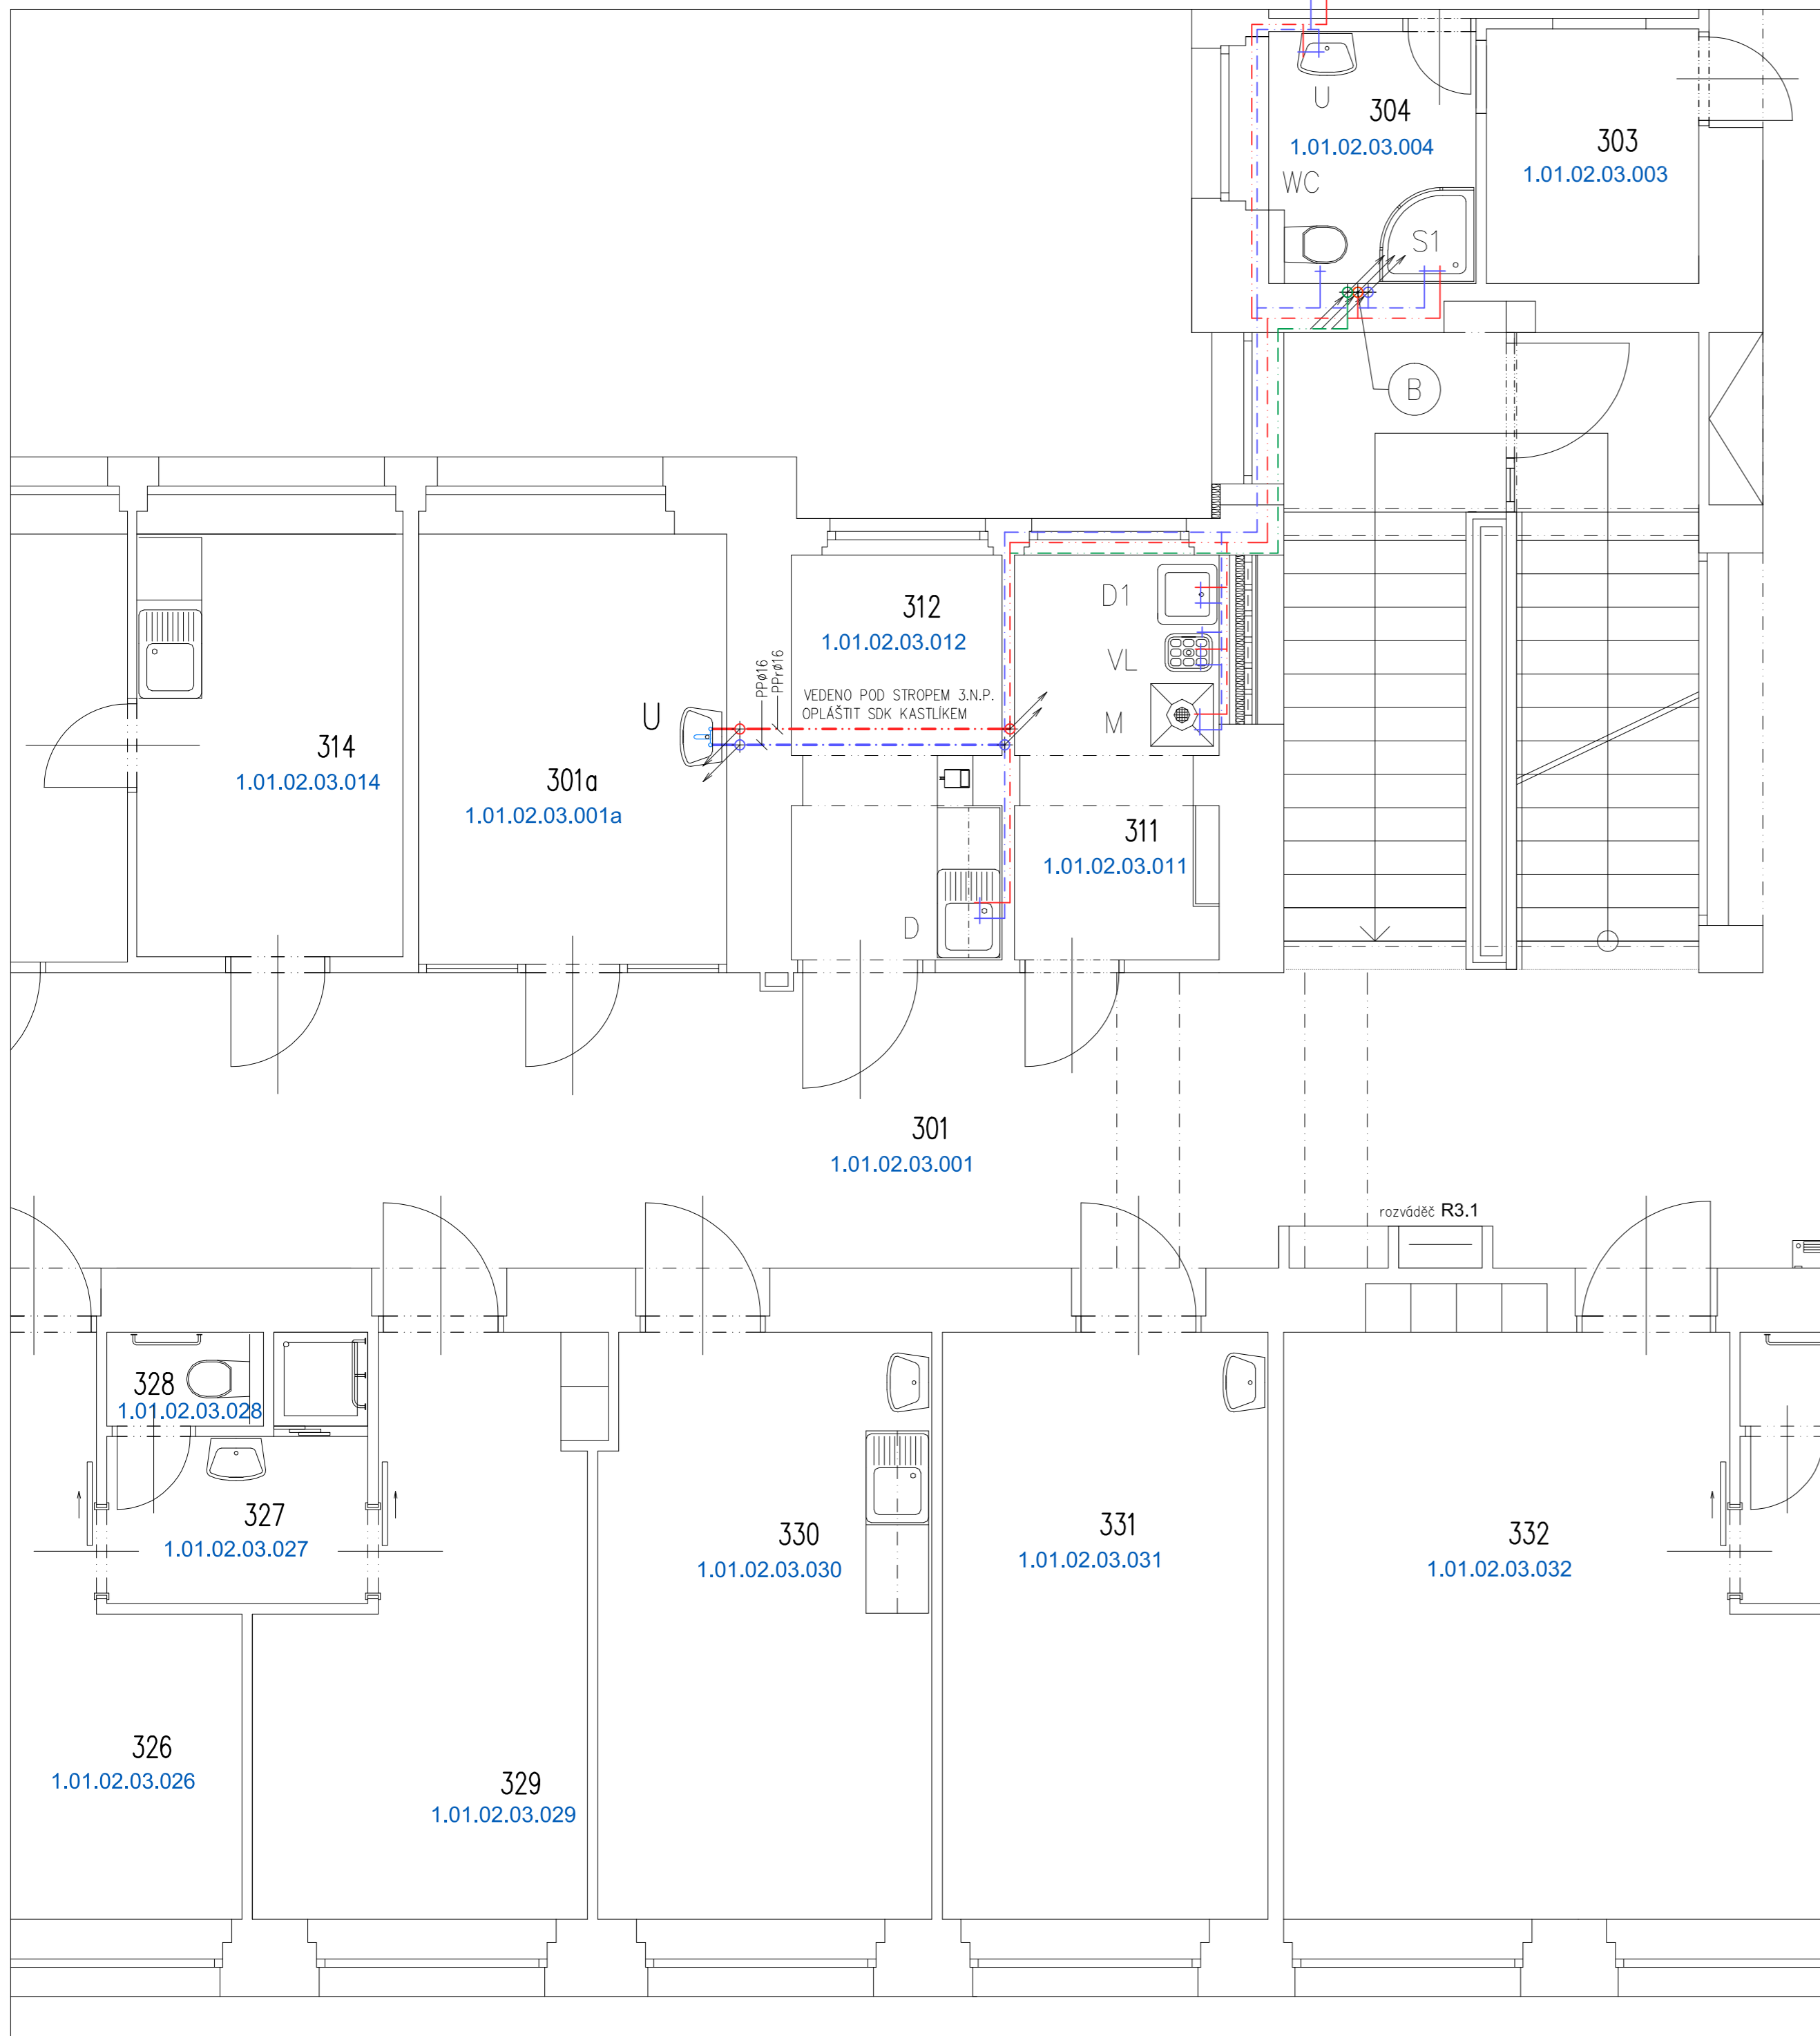 U
304
1.01.02.03.004
303
1.01.02.03.003
WC
S1
B
312
1.01.02.03.012
D1
VL
M
PPø16
PPrø16
VEDENO POD STROPEM 3.N.P.
OPLÁŠTIT SDK KASTLÍKEM
U
314
1.01.02.03.014
301a
1.01.02.03.001a
311
1.01.02.03.011
D
301
1.01.02.03.001
rozváděč R3.1
328
1.01.02.03.028
327
1.01.02.03.027
330
1.01.02.03.030
331
1.01.02.03.031
332
1.01.02.03.032
326
1.01.02.03.026
329
1.01.02.03.029